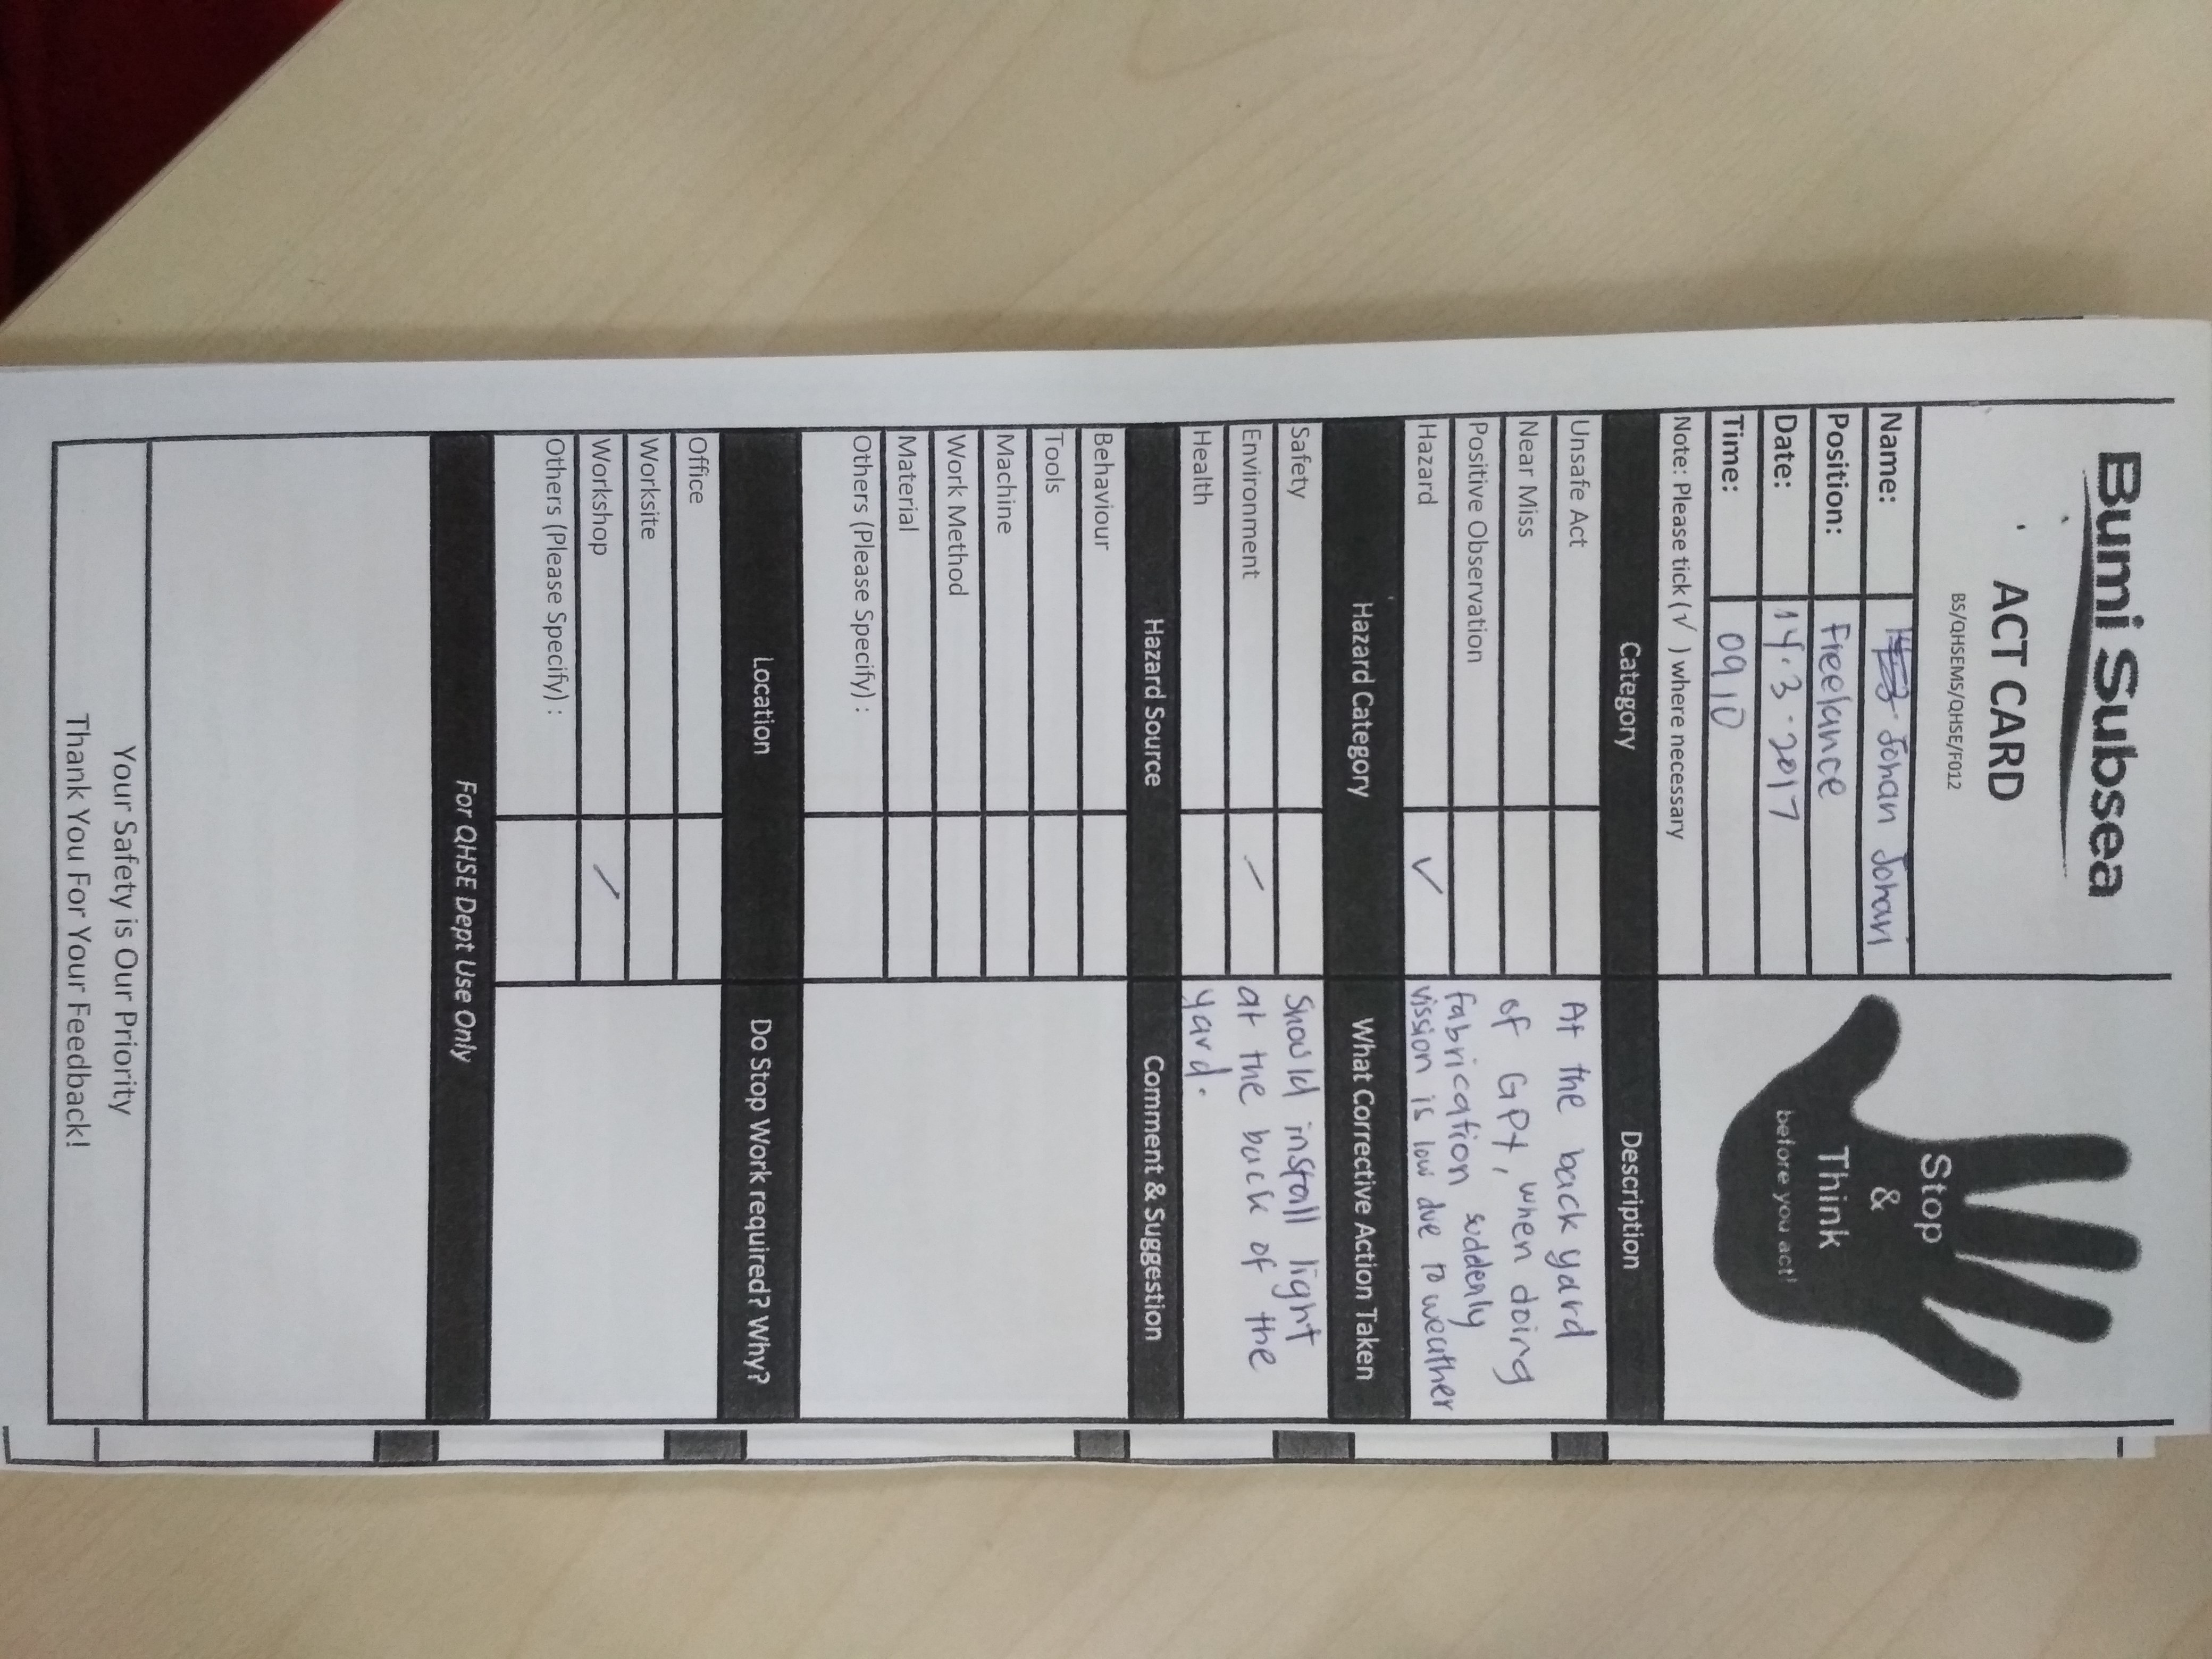 Bumi Subsea
ACT CARD
BS/QHSEMS/QHSE/F012
Stop
&
Think
before you act!
Name: Johan Johari
Position: Freelance
Date: 14.3.2017
Time: 0910
Note: Please tick (√ ) where necessary
Category
Description
Unsafe Act
Near Miss
Positive Observation
Hazard ✓
At the back yard
of GPT, when doing
fabrication suddenly
vission is low due to weather
Hazard Category
What Corrective Action Taken
Safety
Environment /
Health
Should install light
at the back of the
yard.
Hazard Source
Comment & Suggestion
Behaviour
Tools
Machine
Work Method
Material
Others (Please Specify) :
Location
Do Stop Work required? Why?
Office
Worksite
Workshop /
Others (Please Specify) :
For QHSE Dept Use Only
Your Safety is Our Priority
Thank You For Your Feedback!